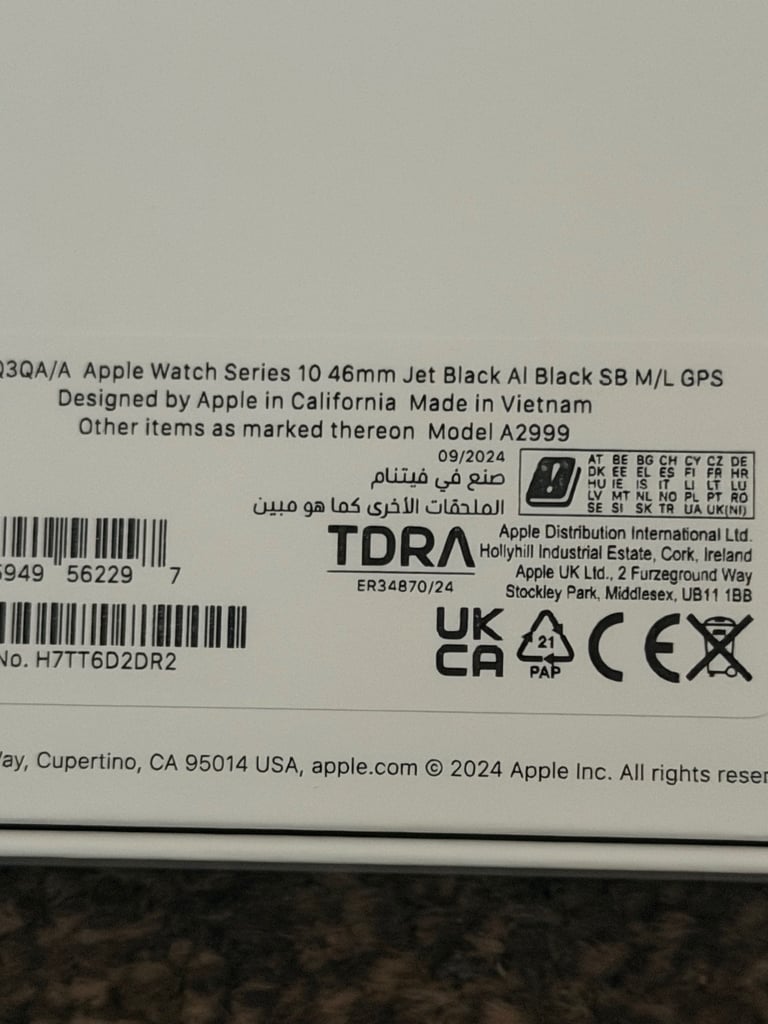 Q3QA/A Apple Watch Series 10 46mm Jet Black Al Black SB M/L GPS
Designed by Apple in California Made in Vietnam
Other items as marked thereon Model A2999
09/2024
صنع في فيتنام
الملحقات الأخرى كما هو مبين
AT BE BG CH CY CZ DE
DK EE EL ES FI FR HR
HU IE IS IT LI LT LU
LV MT NL NO PL PT RO
SE SI SK TR UA UK(NI)
TDRA
ER34870/24
Apple Distribution International Ltd.
Hollyhill Industrial Estate, Cork, Ireland
Apple UK Ltd., 2 Furzeground Way
Stockley Park, Middlesex, UB11 1BB
5949 56229 7
No. H7TT6D2DR2
UK
CA
21
PAP
CE
Way, Cupertino, CA 95014 USA, apple.com © 2024 Apple Inc. All rights reser